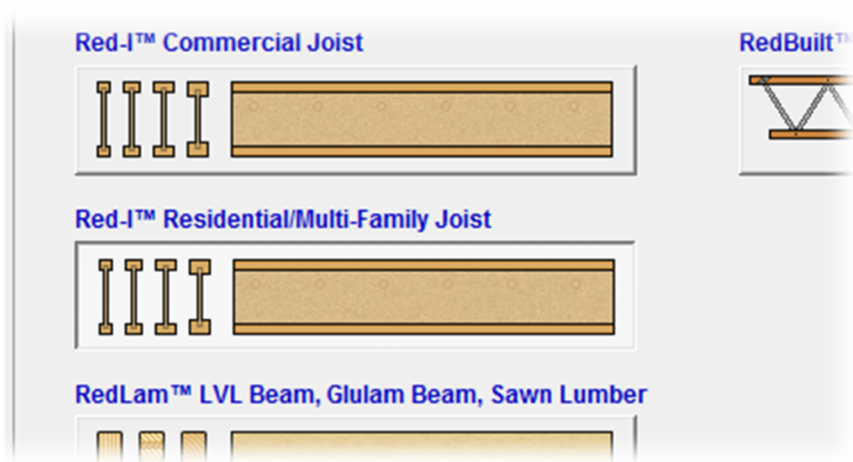 Red-I™ Commercial Joist
RedBuilt™
Red-I™ Residential/Multi-Family Joist
RedLam™ LVL Beam, Glulam Beam, Sawn Lumber